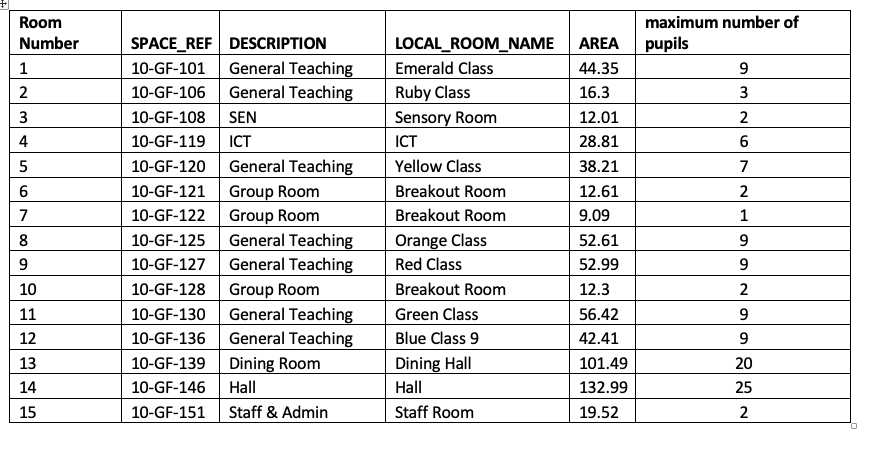 Room Number SPACE_REF DESCRIPTION LOCAL_ROOM_NAME AREA maximum number of pupils
1 10-GF-101 General Teaching Emerald Class 44.35 9
2 10-GF-106 General Teaching Ruby Class 16.3 3
3 10-GF-108 SEN Sensory Room 12.01 2
4 10-GF-119 ICT ICT 28.81 6
5 10-GF-120 General Teaching Yellow Class 38.21 7
6 10-GF-121 Group Room Breakout Room 12.61 2
7 10-GF-122 Group Room Breakout Room 9.09 1
8 10-GF-125 General Teaching Orange Class 52.61 9
9 10-GF-127 General Teaching Red Class 52.99 9
10 10-GF-128 Group Room Breakout Room 12.3 2
11 10-GF-130 General Teaching Green Class 56.42 9
12 10-GF-136 General Teaching Blue Class 9 42.41 9
13 10-GF-139 Dining Room Dining Hall 101.49 20
14 10-GF-146 Hall Hall 132.99 25
15 10-GF-151 Staff & Admin Staff Room 19.52 2